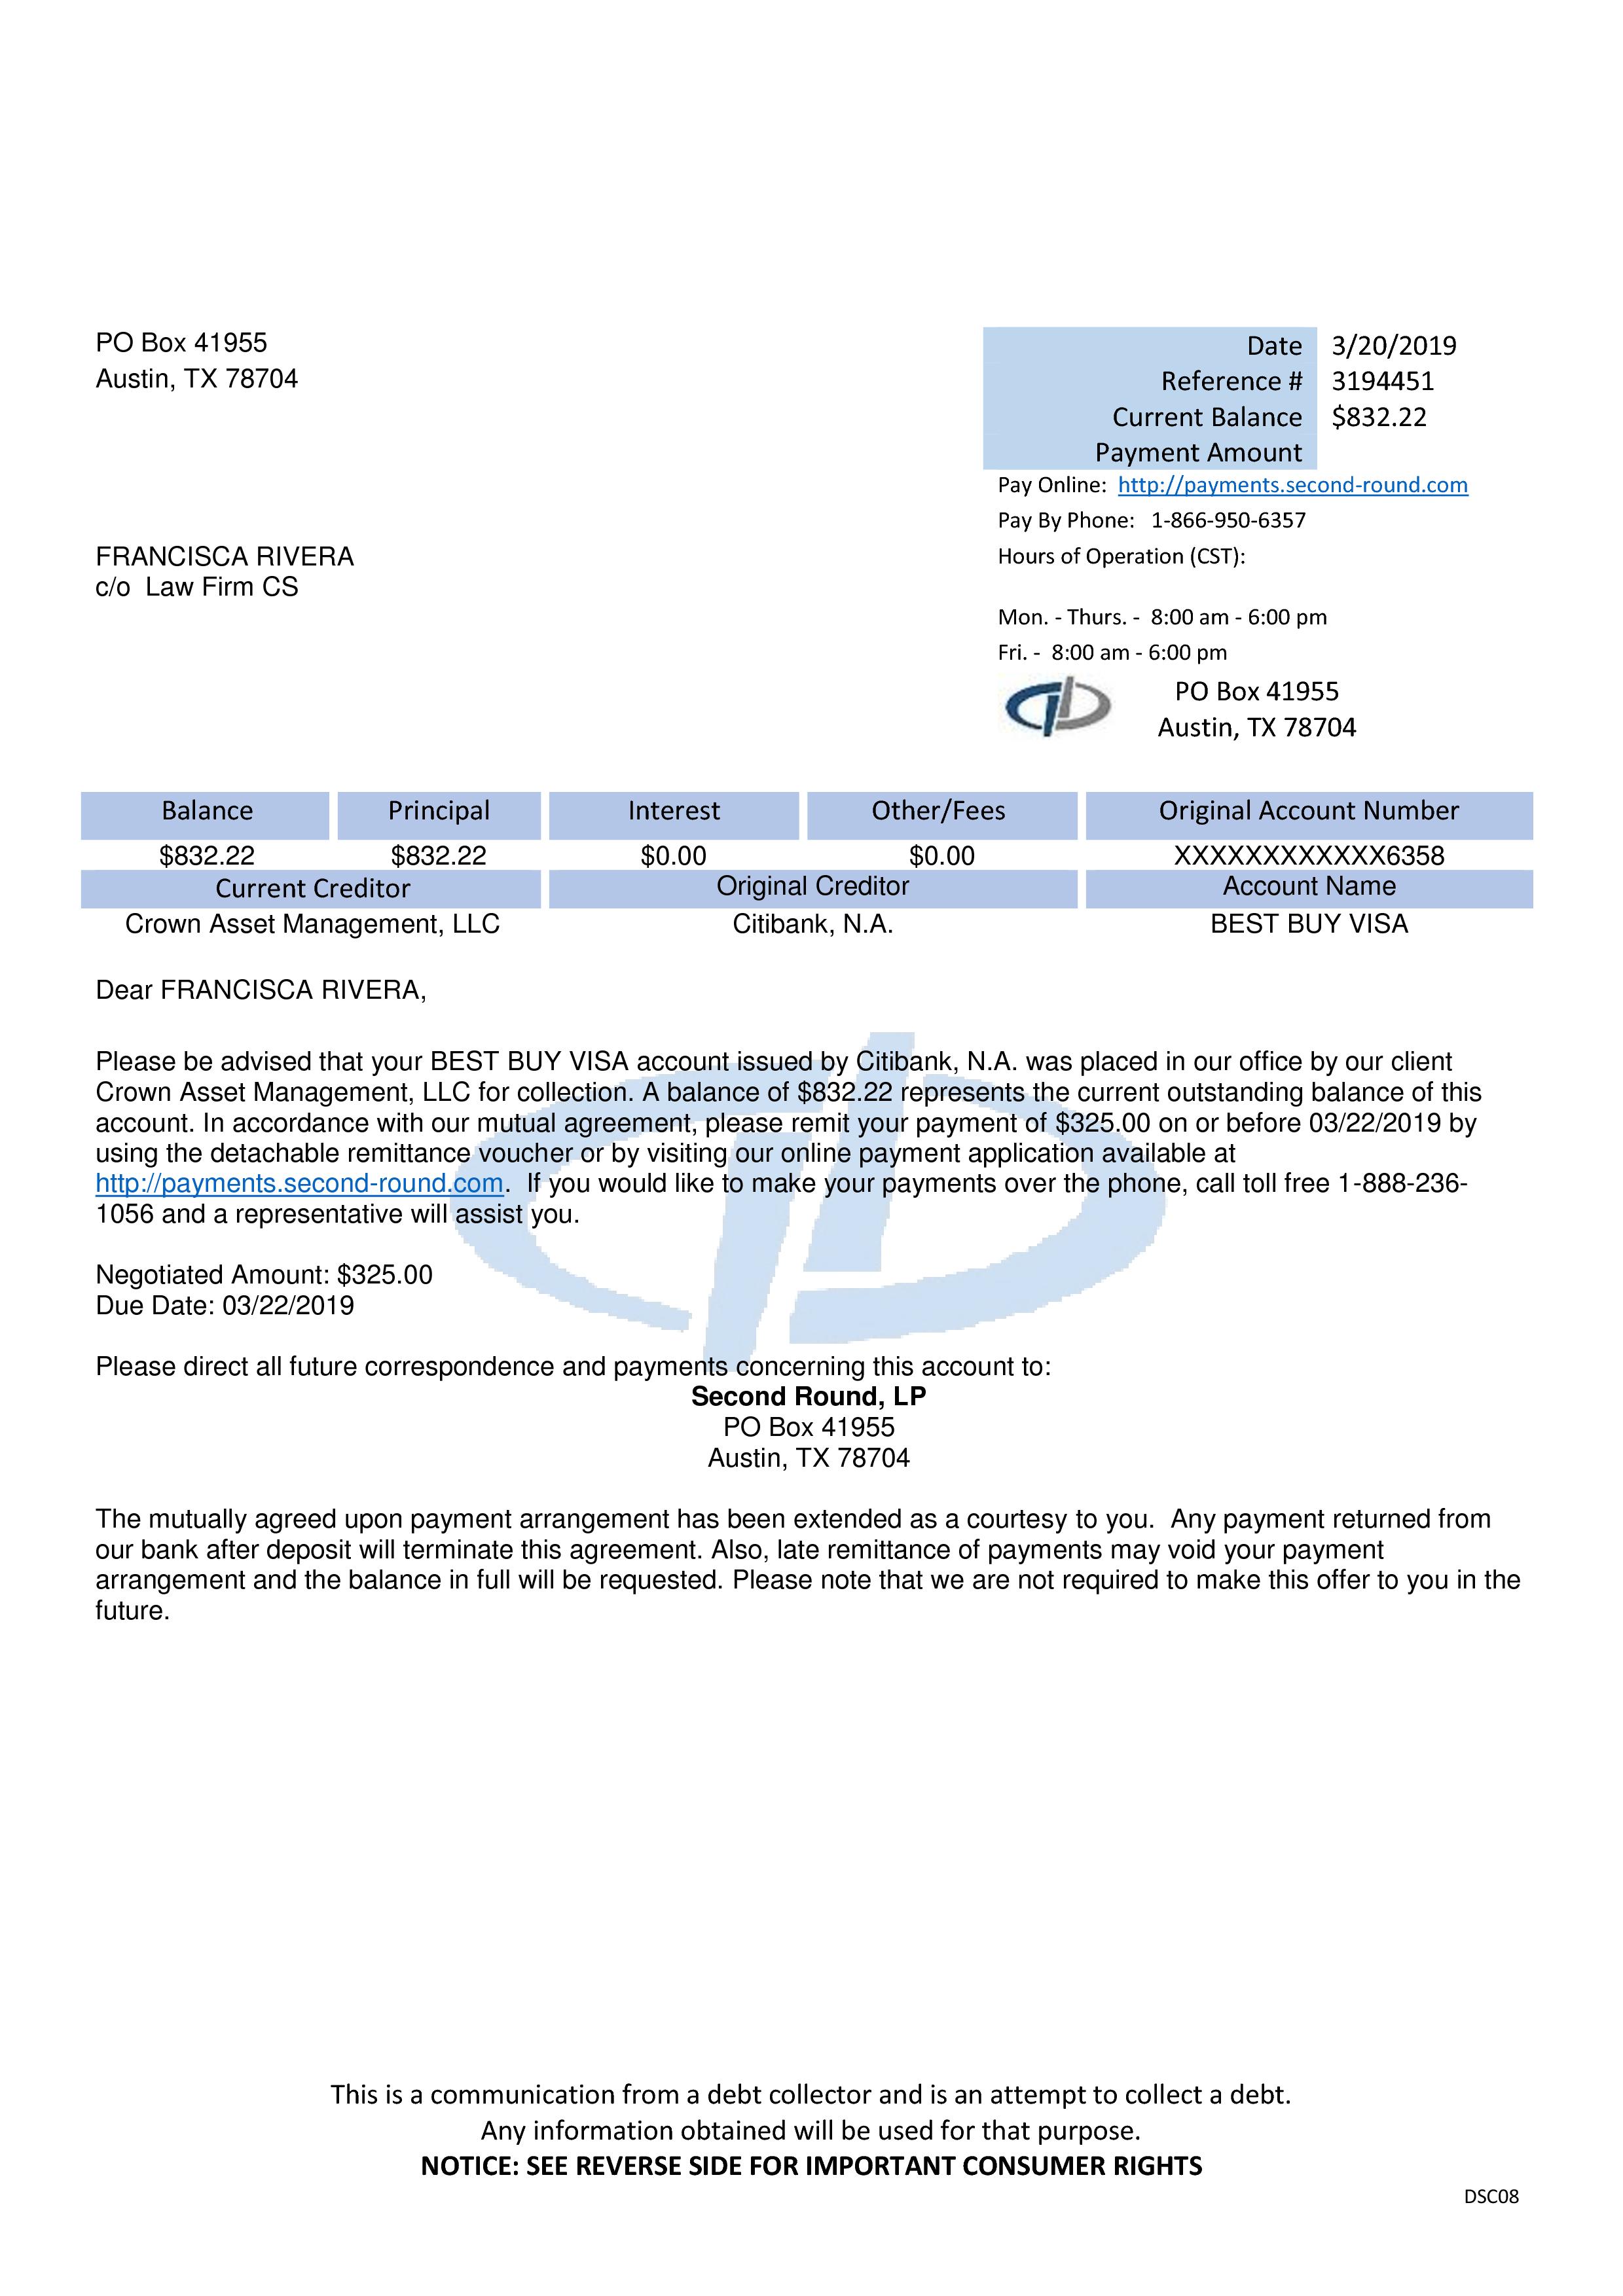 PO Box 41955
Austin, TX 78704
Date 3/20/2019
Reference # 3194451
Current Balance $832.22
Payment Amount
Pay Online: http://payments.second-round.com
Pay By Phone: 1-866-950-6357
FRANCISCA RIVERA
c/o Law Firm CS
Hours of Operation (CST):
Mon. - Thurs. - 8:00 am - 6:00 pm
Fri. - 8:00 am - 6:00 pm
PO Box 41955
Austin, TX 78704
Balance Principal Interest Other/Fees Original Account Number
$832.22 $832.22 $0.00 $0.00 XXXXXXXXXXXX6358
Current Creditor Original Creditor Account Name
Crown Asset Management, LLC Citibank, N.A. BEST BUY VISA
Dear FRANCISCA RIVERA,
Please be advised that your BEST BUY VISA account issued by Citibank, N.A. was placed in our office by our client
Crown Asset Management, LLC for collection. A balance of $832.22 represents the current outstanding balance of this
account. In accordance with our mutual agreement, please remit your payment of $325.00 on or before 03/22/2019 by
using the detachable remittance voucher or by visiting our online payment application available at
http://payments.second-round.com. If you would like to make your payments over the phone, call toll free 1-888-236-
1056 and a representative will assist you.
Negotiated Amount: $325.00
Due Date: 03/22/2019
Please direct all future correspondence and payments concerning this account to:
Second Round, LP
PO Box 41955
Austin, TX 78704
The mutually agreed upon payment arrangement has been extended as a courtesy to you. Any payment returned from
our bank after deposit will terminate this agreement. Also, late remittance of payments may void your payment
arrangement and the balance in full will be requested. Please note that we are not required to make this offer to you in the
future.
This is a communication from a debt collector and is an attempt to collect a debt.
Any information obtained will be used for that purpose.
NOTICE: SEE REVERSE SIDE FOR IMPORTANT CONSUMER RIGHTS
DSC08